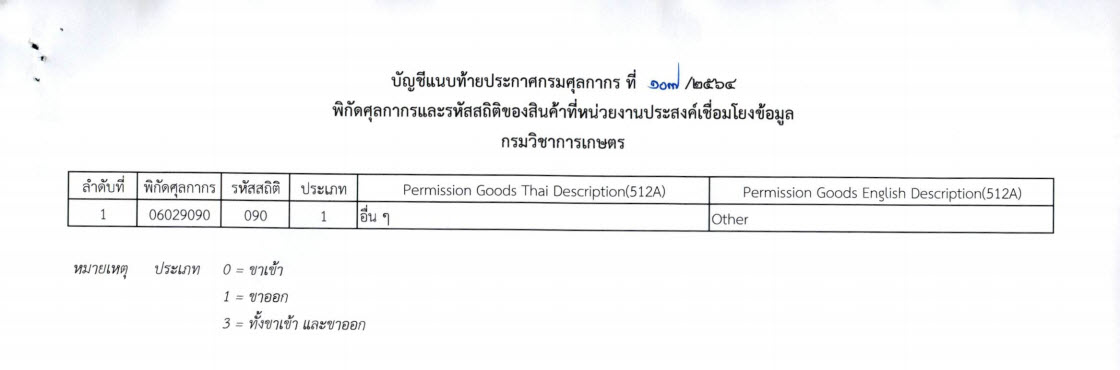 บัญชีแนบท้ายประกาศกรมศุลกากร ที่ ๑๐๗ /๒๕๖๔
พิกัดศุลกากรและรหัสสถิติของสินค้าที่หน่วยงานประสงค์เชื่อมโยงข้อมูล
กรมวิชาการเกษตร
ลำดับที่ พิกัดศุลกากร รหัสสถิติ ประเภท Permission Goods Thai Description(512A) Permission Goods English Description(512A)
1 06029090 090 1 อื่น ๆ Other
หมายเหตุ ประเภท 0 = ขาเข้า
1 = ขาออก
3 = ทั้งขาเข้า และขาออก